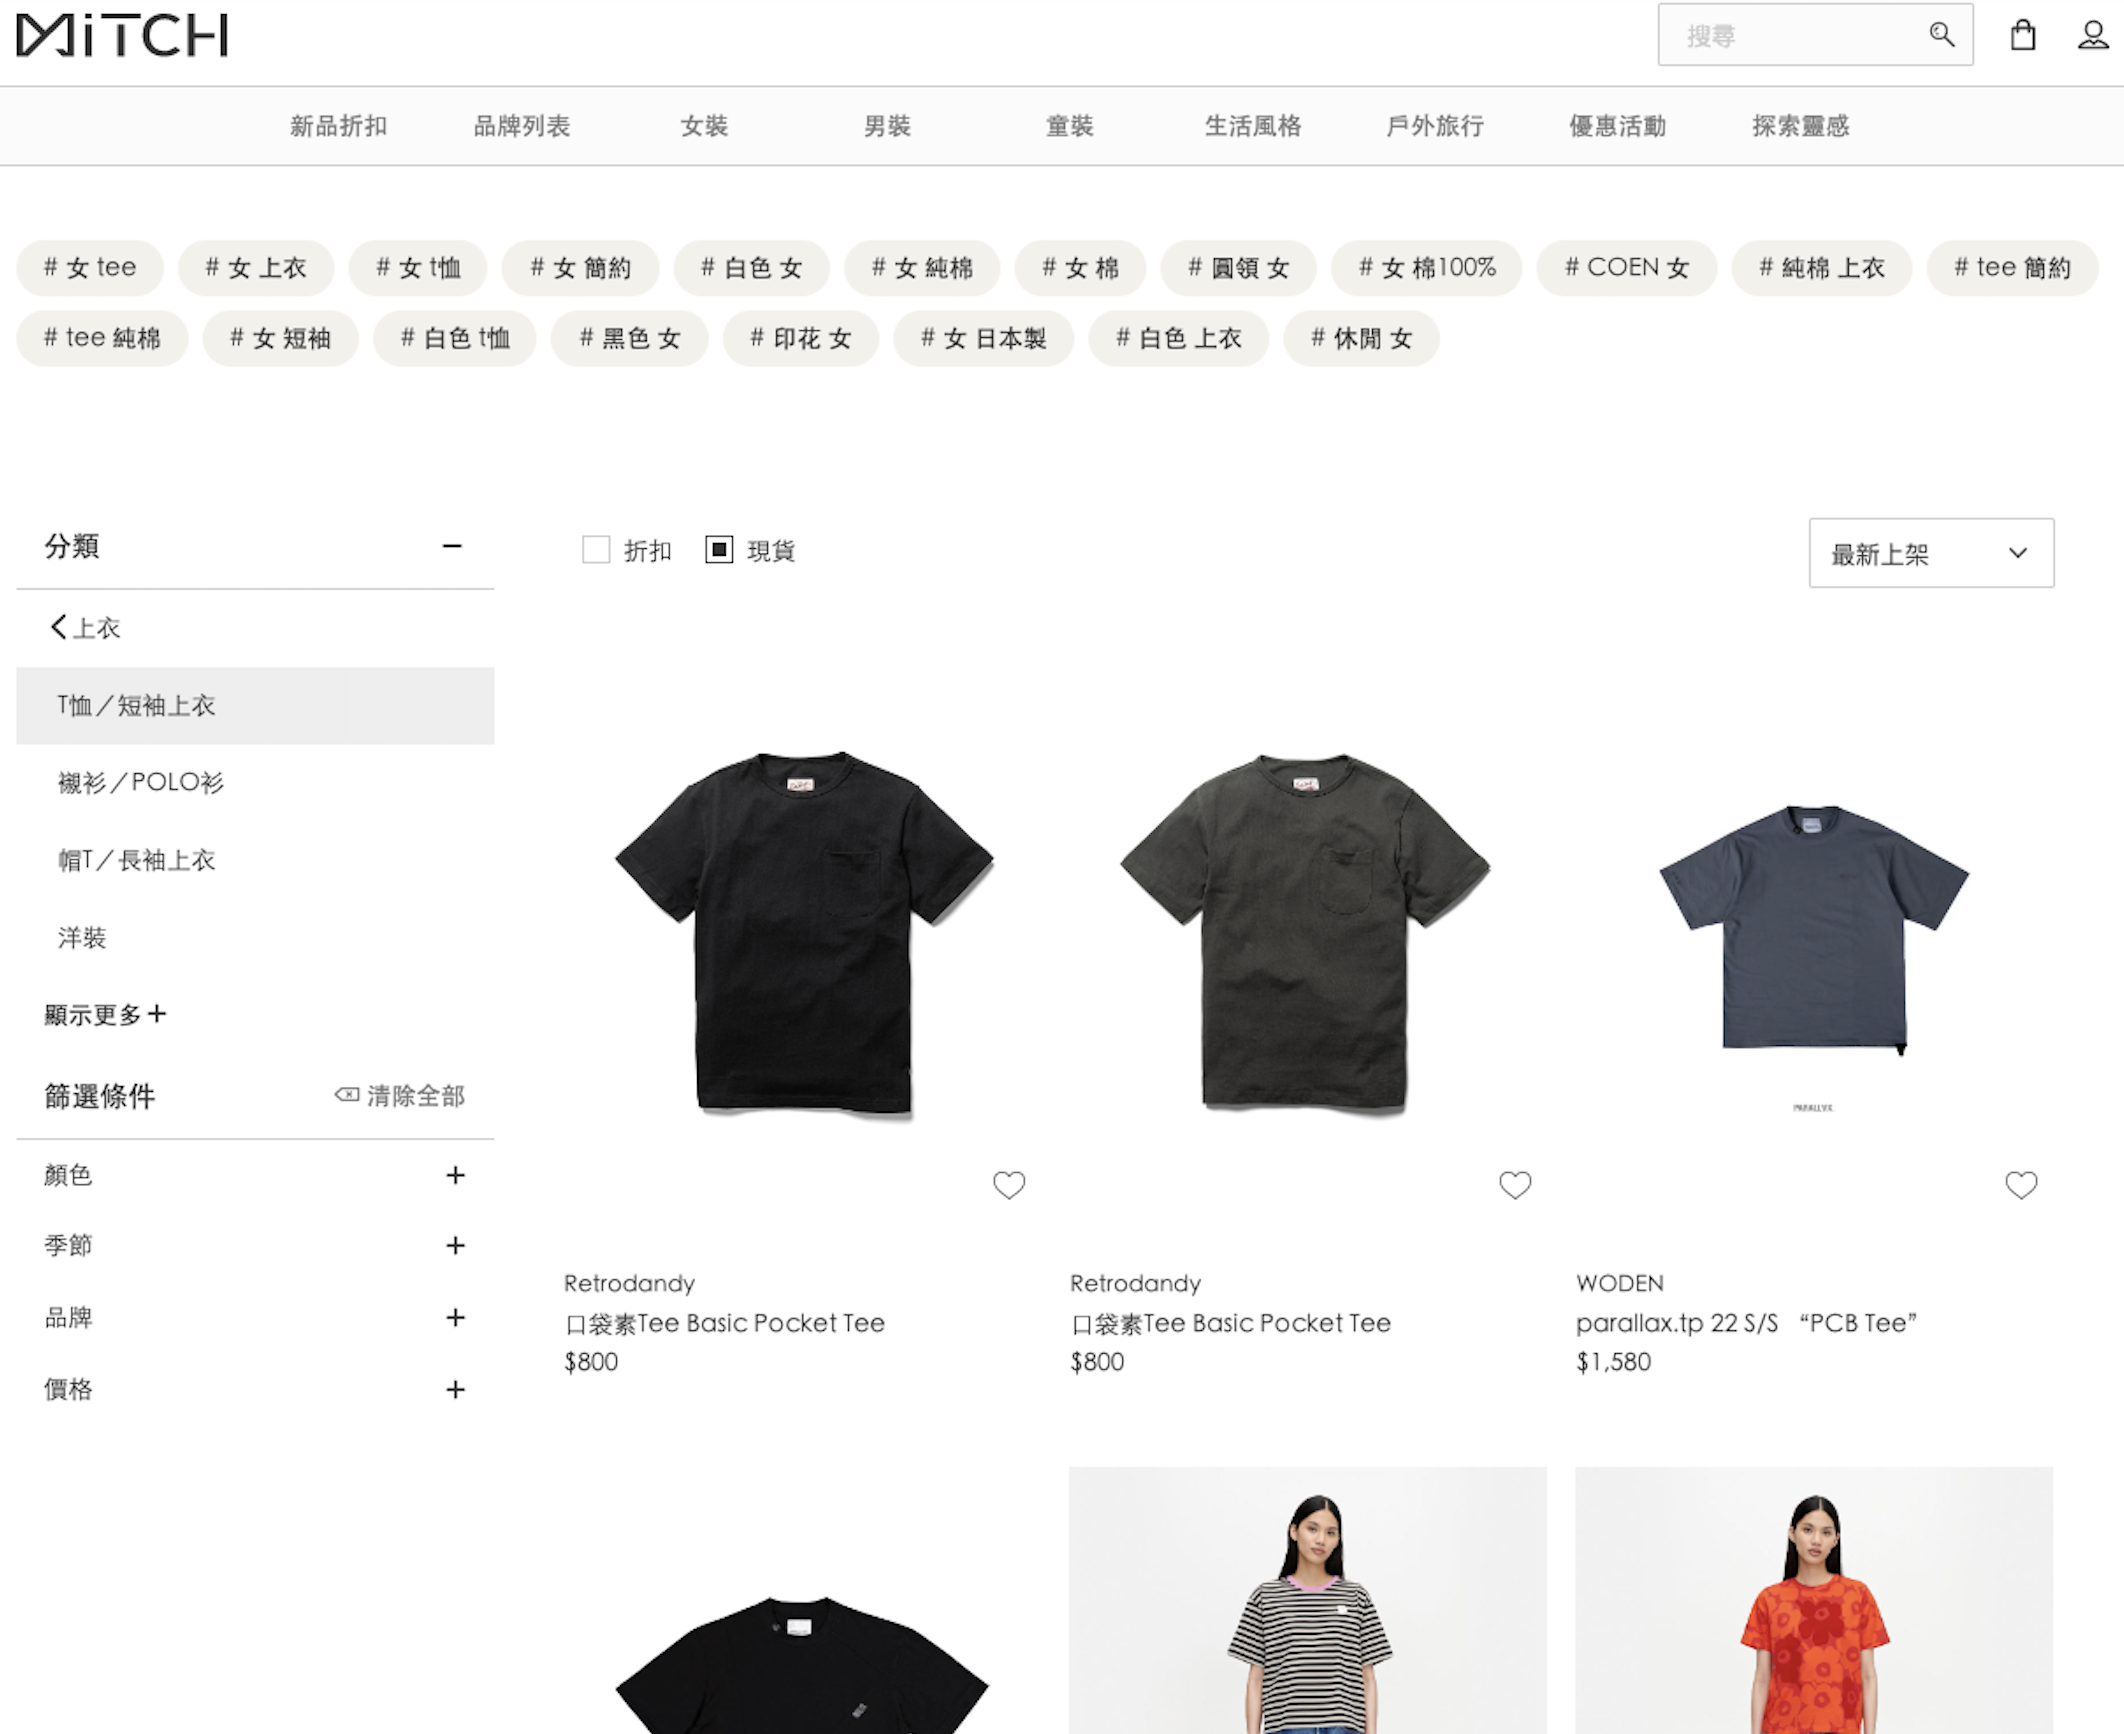 MiTCH
搜尋
新品折扣 品牌列表 女裝 男裝 童裝 生活風格 戶外旅行 優惠活動 探索靈感
# 女 tee # 女 上衣 # 女 t恤 # 女 簡約 # 白色 女 # 女 純棉 # 女 棉 # 圓領 女 # 女 棉100% # COEN 女 # 純棉 上衣 # tee 簡約
# tee 純棉 # 女 短袖 # 白色 t恤 # 黑色 女 # 印花 女 # 女 日本製 # 白色 上衣 # 休閒 女
分類
上衣
T恤／短袖上衣
襯衫／POLO衫
帽T／長袖上衣
洋裝
顯示更多
篩選條件 清除全部
顏色
季節
品牌
價格
折扣 現貨
最新上架
Retrodandy
口袋素Tee Basic Pocket Tee
$800
Retrodandy
口袋素Tee Basic Pocket Tee
$800
WODEN
parallax.tp 22 S/S “PCB Tee”
$1,580